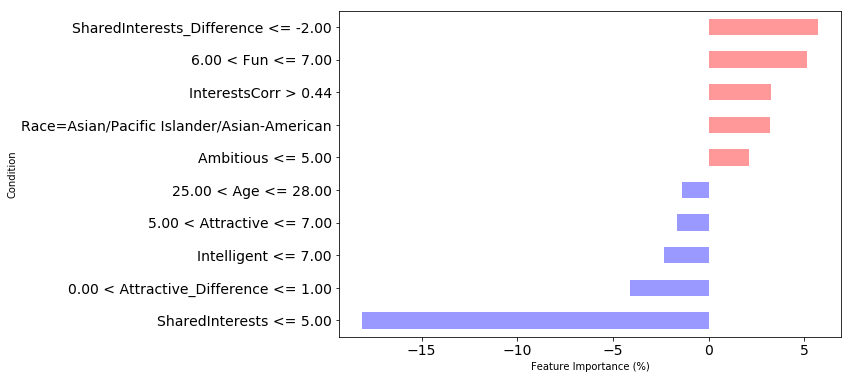 SharedInterests_Difference <= -2.00
6.00 < Fun <= 7.00
InterestsCorr > 0.44
Race=Asian/Pacific Islander/Asian-American
Ambitious <= 5.00
25.00 < Age <= 28.00
5.00 < Attractive <= 7.00
Intelligent <= 7.00
0.00 < Attractive_Difference <= 1.00
SharedInterests <= 5.00
Condition
−15 −10 −5 0 5
Feature Importance (%)